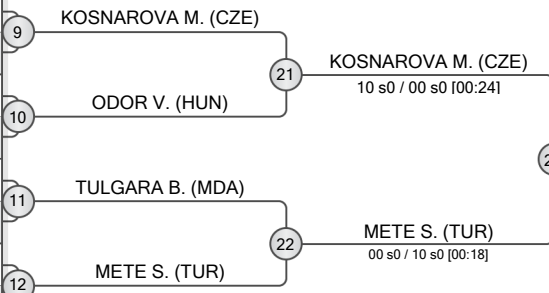 KOSNAROVA M. (CZE)
9
21
KOSNAROVA M. (CZE)
10 s0 / 00 s0 [00:24]
ODOR V. (HUN)
10
2
TULGARA B. (MDA)
11
22
METE S. (TUR)
00 s0 / 10 s0 [00:18]
METE S. (TUR)
12